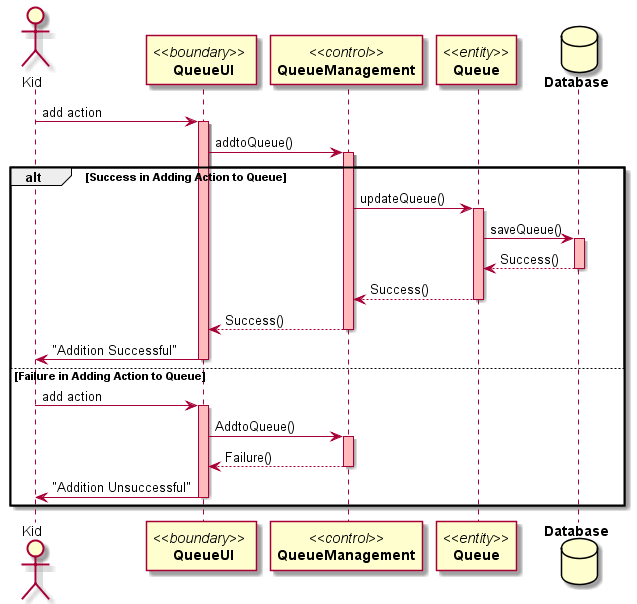 Kid
<<boundary>>
QueueUI
<<control>>
QueueManagement
<<entity>>
Queue
Database
add action
addtoQueue()
alt
[Success in Adding Action to Queue]
updateQueue()
saveQueue()
Success()
Success()
Success()
"Addition Successful"
[Failure in Adding Action to Queue]
add action
AddtoQueue()
Failure()
"Addition Unsuccessful"
Kid
<<boundary>>
QueueUI
<<control>>
QueueManagement
<<entity>>
Queue
Database